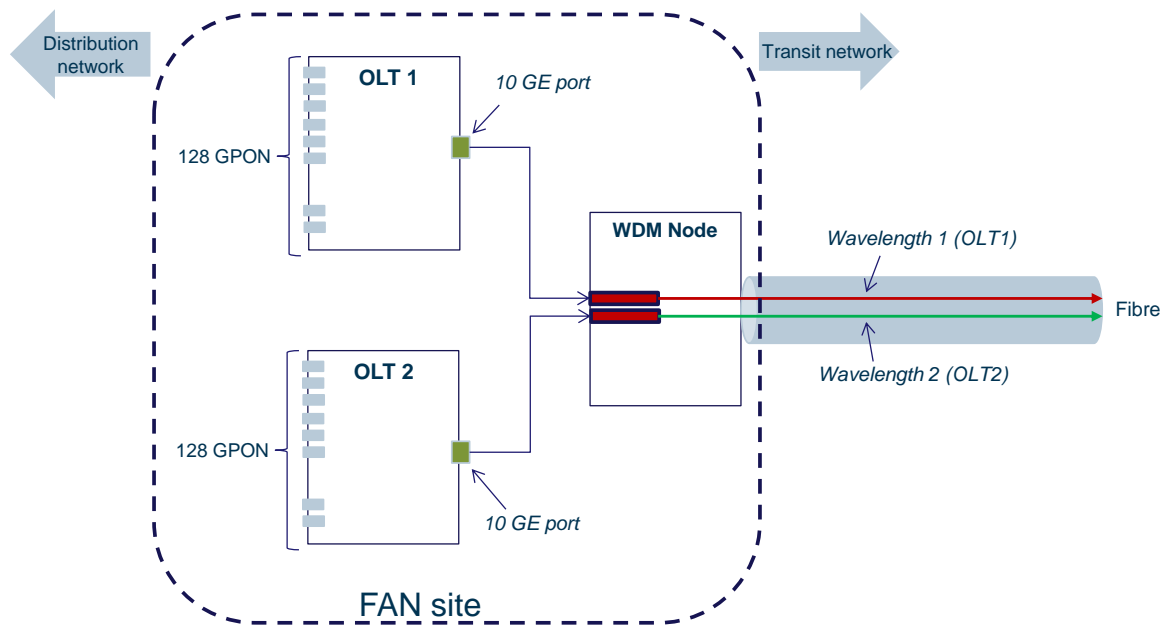 Distribution
network
Transit network
OLT 1
10 GE port
128 GPON
WDM Node
Wavelength 1 (OLT1)
Fibre
Wavelength 2 (OLT2)
OLT 2
128 GPON
10 GE port
FAN site